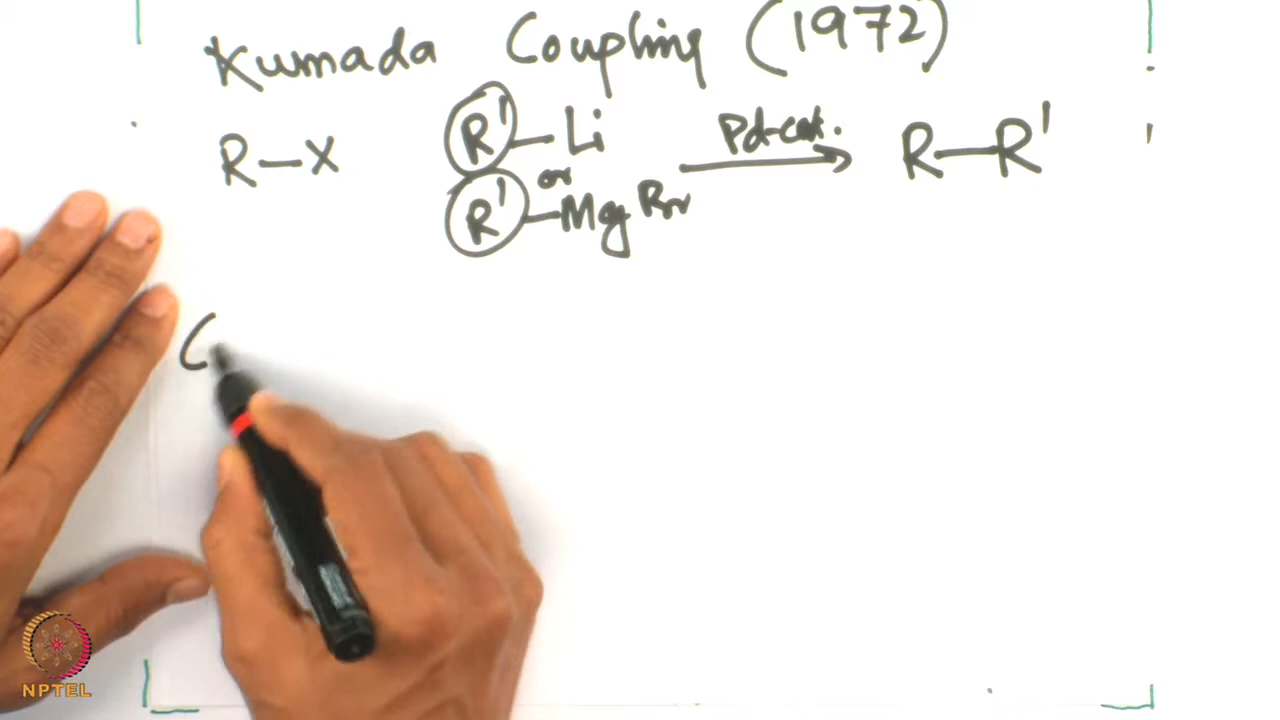 Kumada Coupling (1972)
R-X R'-Li Pd-cat. R-R'
or
R'-MgBr
(
NPTEL